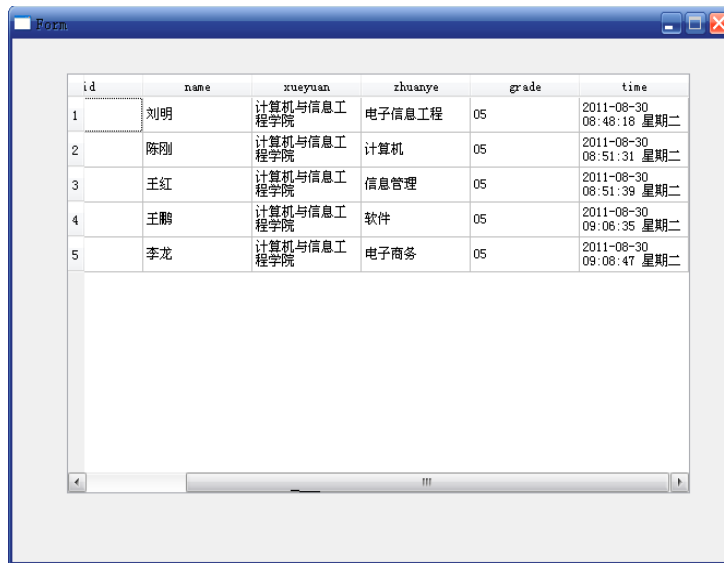 Form
id name xueyuan zhuanye grade time
1 刘明 计算机与信息工 电子信息工程 05 2011-08-30
程学院 08:48:18 星期二
2 陈刚 计算机与信息工 计算机 05 2011-08-30
程学院 08:51:31 星期二
3 王红 计算机与信息工 信息管理 05 2011-08-30
程学院 08:51:39 星期二
4 王鹏 计算机与信息工 软件 05 2011-08-30
程学院 09:06:35 星期二
5 李龙 计算机与信息工 电子商务 05 2011-08-30
程学院 09:08:47 星期二